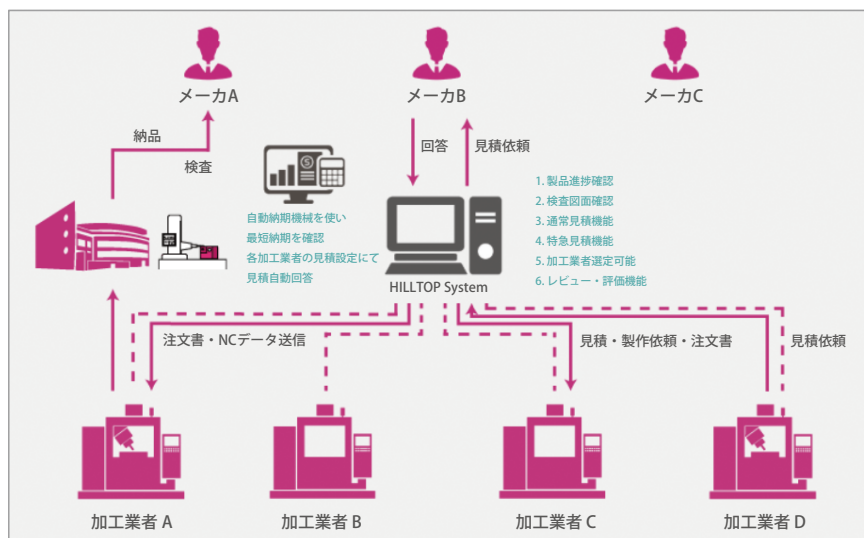 メーカA
メーカB
メーカC
納品
検査
回答
見積依頼
自動納期機械を使い
最短納期を確認
各加工業者の見積設定にて
見積自動回答
HILLTOP System
1. 製品進捗確認
2. 検査図面確認
3. 通常見積機能
4. 特急見積機能
5. 加工業者選定可能
6. レビュー・評価機能
注文書・NCデータ送信
見積・製作依頼・注文書
見積依頼
加工業者 A
加工業者 B
加工業者 C
加工業者 D